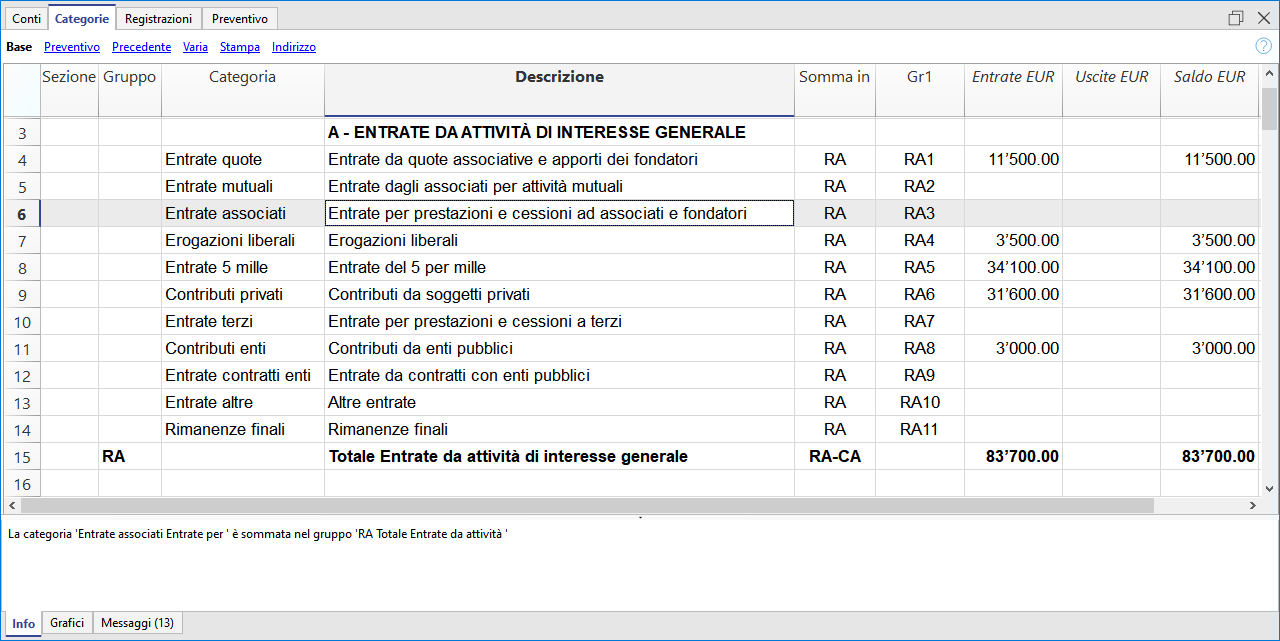 Conti Categorie Registrazioni Preventivo
Base Preventivo Precedente Varia Stampa Indirizzo ?
Sezione Gruppo Categoria Descrizione Somma in Gr1 Entrate EUR Uscite EUR Saldo EUR
3 A - ENTRATE DA ATTIVITÀ DI INTERESSE GENERALE
4 Entrate quote Entrate da quote associative e apporti dei fondatori RA RA1 11’500.00 11’500.00
5 Entrate mutuali Entrate dagli associati per attività mutuali RA RA2
6 Entrate associati Entrate per prestazioni e cessioni ad associati e fondatori RA RA3
7 Erogazioni liberali Erogazioni liberali RA RA4 3’500.00 3’500.00
8 Entrate 5 mille Entrate del 5 per mille RA RA5 34’100.00 34’100.00
9 Contributi privati Contributi da soggetti privati RA RA6 31’600.00 31’600.00
10 Entrate terzi Entrate per prestazioni e cessioni a terzi RA RA7
11 Contributi enti Contributi da enti pubblici RA RA8 3’000.00 3’000.00
12 Entrate contratti enti Entrate da contratti con enti pubblici RA RA9
13 Entrate altre Altre entrate RA RA10
14 Rimanenze finali Rimanenze finali RA RA11
15 RA Totale Entrate da attività di interesse generale RA-CA 83’700.00 83’700.00
16
La categoria 'Entrate associati Entrate per ' è sommata nel gruppo 'RA Totale Entrate da attività '
Info Grafici Messaggi (13)